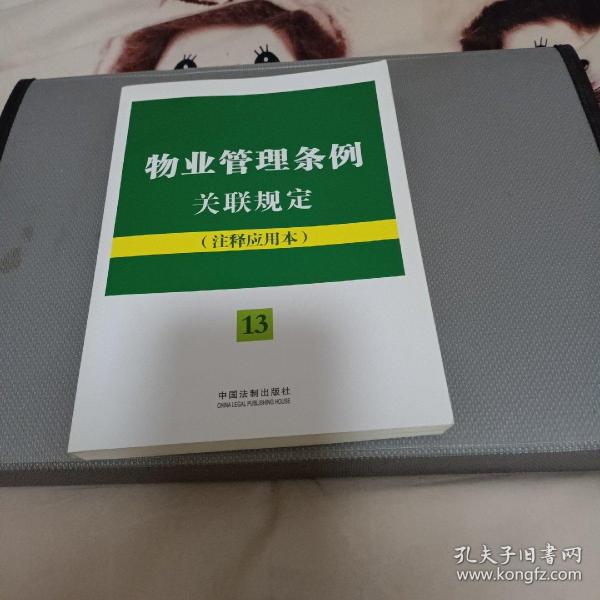 物业管理条例
关联规定
（注释应用本）
13
中国法制出版社
CHINA LEGAL PUBLISHING HOUSE
孔夫子旧书网
www.kongfz.com